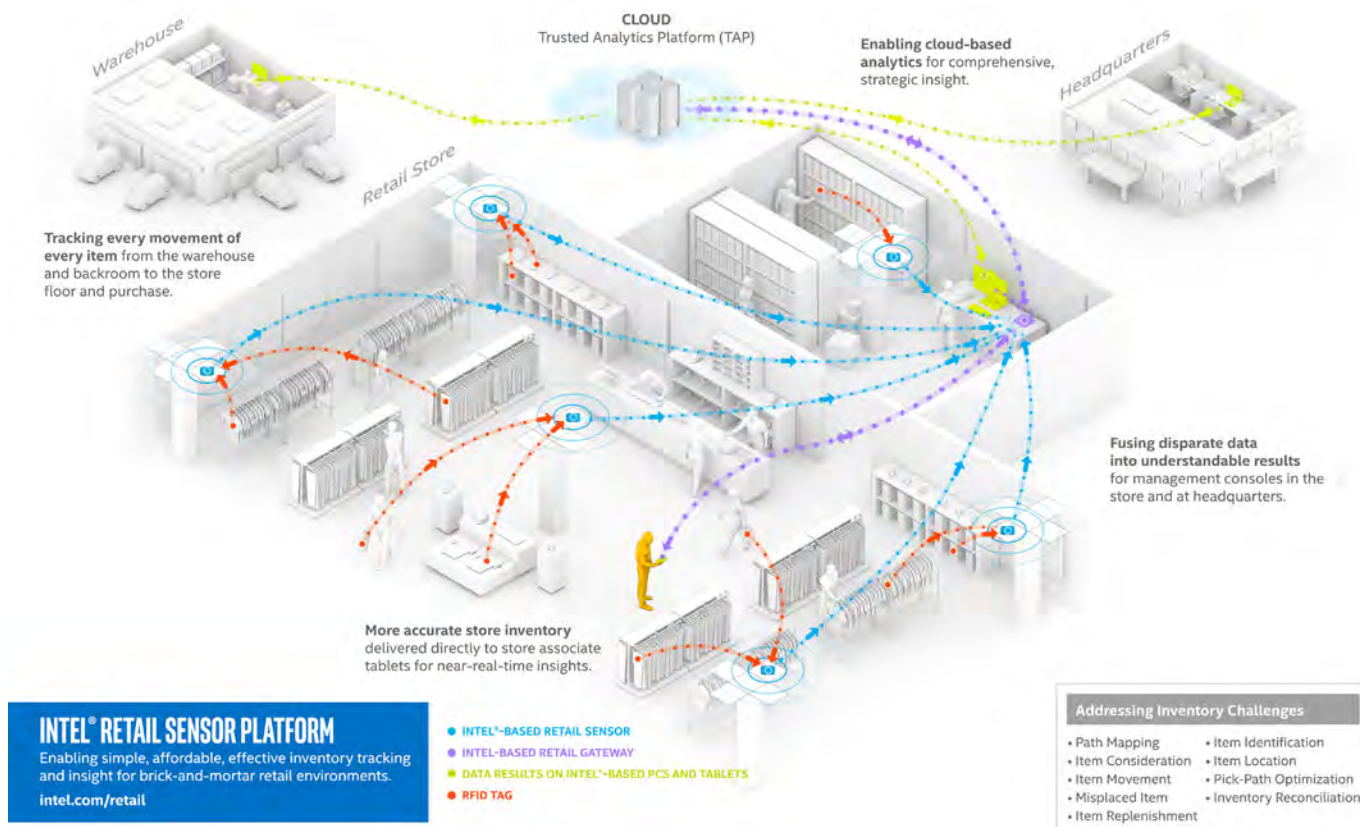 CLOUD
Trusted Analytics Platform (TAP)
Warehouse
Enabling cloud-based
analytics for comprehensive,
strategic insight.
Headquarters
Retail Store
Tracking every movement of
every item from the warehouse
and backroom to the store
floor and purchase.
Fusing disparate data
into understandable results
for management consoles in the
store and at headquarters.
More accurate store inventory
delivered directly to store associate
tablets for near-real-time insights.
INTEL® RETAIL SENSOR PLATFORM
Enabling simple, affordable, effective inventory tracking
and insight for brick-and-mortar retail environments.
intel.com/retail
INTEL®-BASED RETAIL SENSOR
INTEL-BASED RETAIL GATEWAY
DATA RESULTS ON INTEL®-BASED PCS AND TABLETS
RFID TAG
Addressing Inventory Challenges
• Path Mapping
• Item Consideration
• Item Movement
• Misplaced Item
• Item Replenishment
• Item Identification
• Item Location
• Pick-Path Optimization
• Inventory Reconciliation